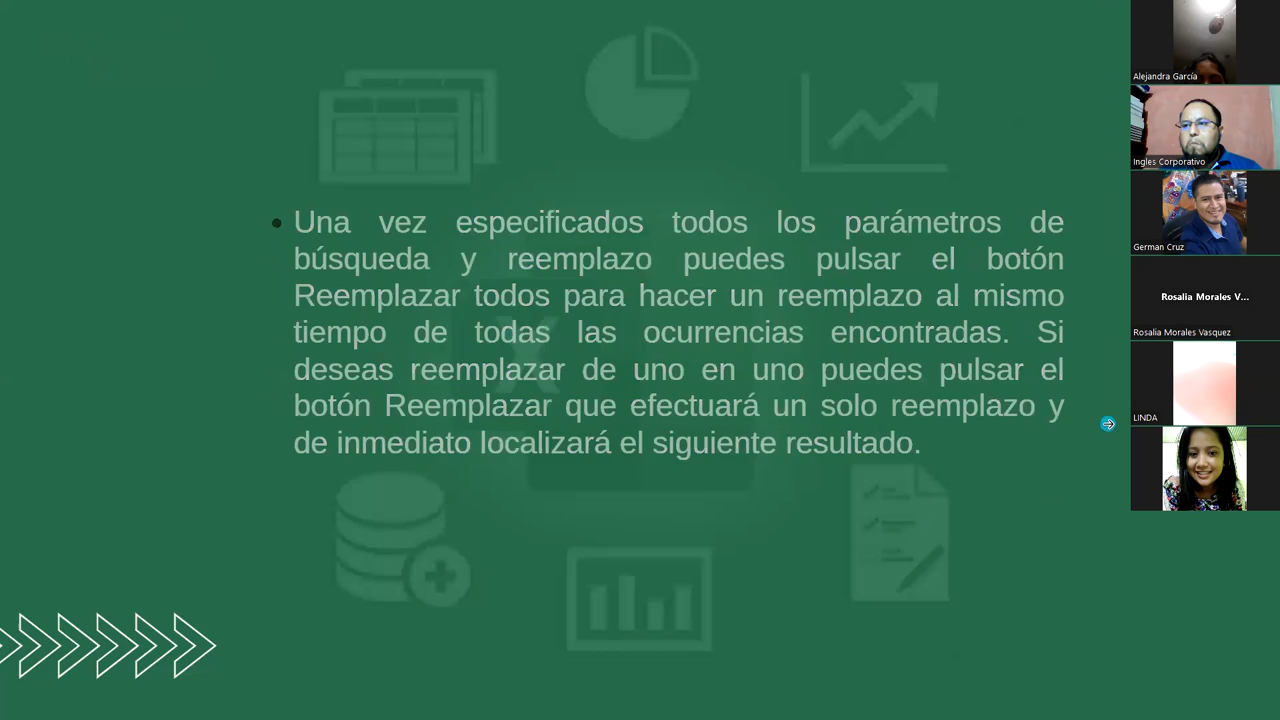 Una vez especificados todos los parámetros de
búsqueda y reemplazo puedes pulsar el botón
Reemplazar todos para hacer un reemplazo al mismo
tiempo de todas las ocurrencias encontradas. Si
deseas reemplazar de uno en uno puedes pulsar el
botón Reemplazar que efectuará un solo reemplazo y
de inmediato localizará el siguiente resultado.
Alejandra García
Ingles Corporativo
German Cruz
Rosalia Morales V...
Rosalia Morales Vasquez
LINDA